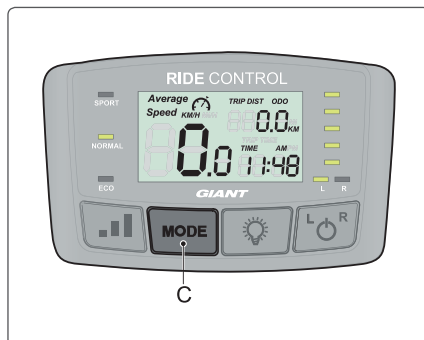 RIDE CONTROL
SPORT
NORMAL
ECO
Average
Speed KM/H
TRIP DIST ODO
0.0 KM
0.0
TIME AM
11:48
L R
GIANT
MODE
L R
C